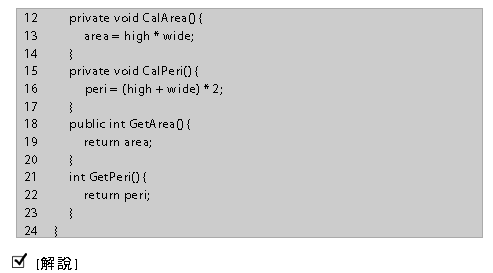 12 private void CalArea(){
13 area = high * wide;
14 }
15 private void CalPeri(){
16 peri = (high + wide) * 2;
17 }
18 public int GetArea(){
19 return area;
20 }
21 int GetPeri(){
22 return peri;
23 }
24 }
[解說]